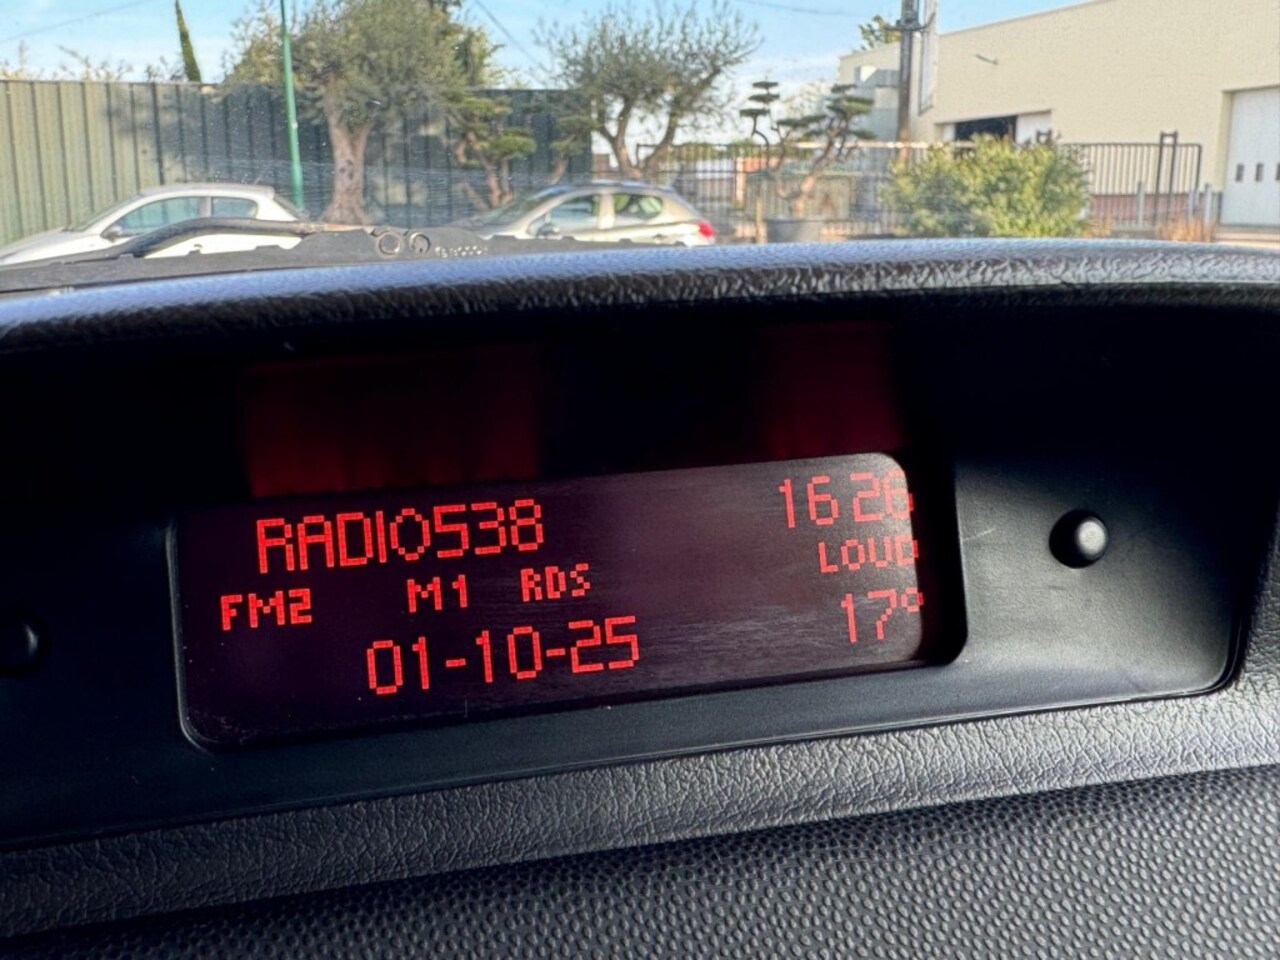 RADIO538 16 26
LOUD
FM2 M1 RDS
17°
01-10-25